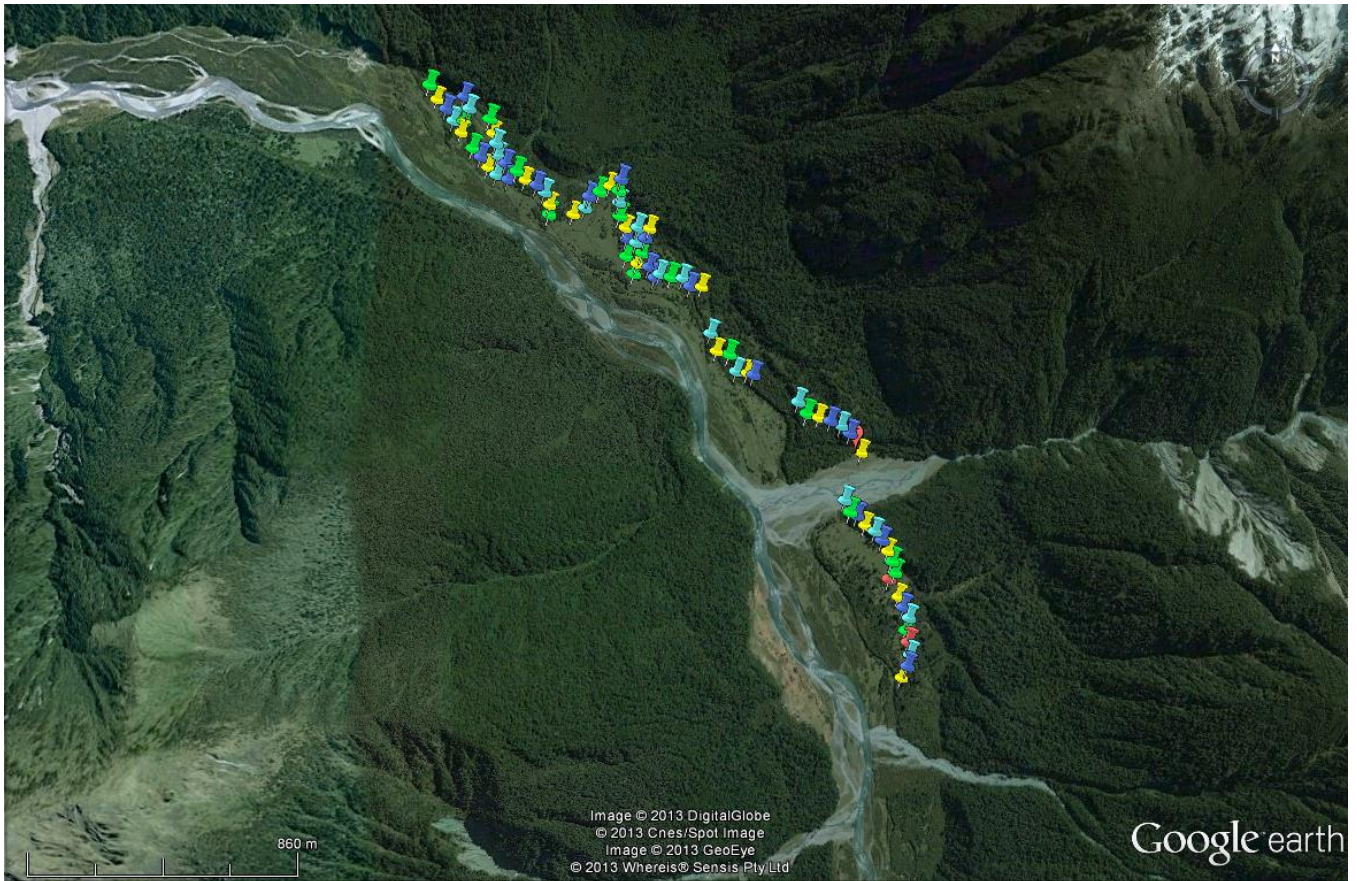 860 m
Image © 2013 DigitalGlobe
© 2013 Cnes/Spot Image
Image © 2013 GeoEye
© 2013 Whereis® Sensis Pty Ltd
Google earth